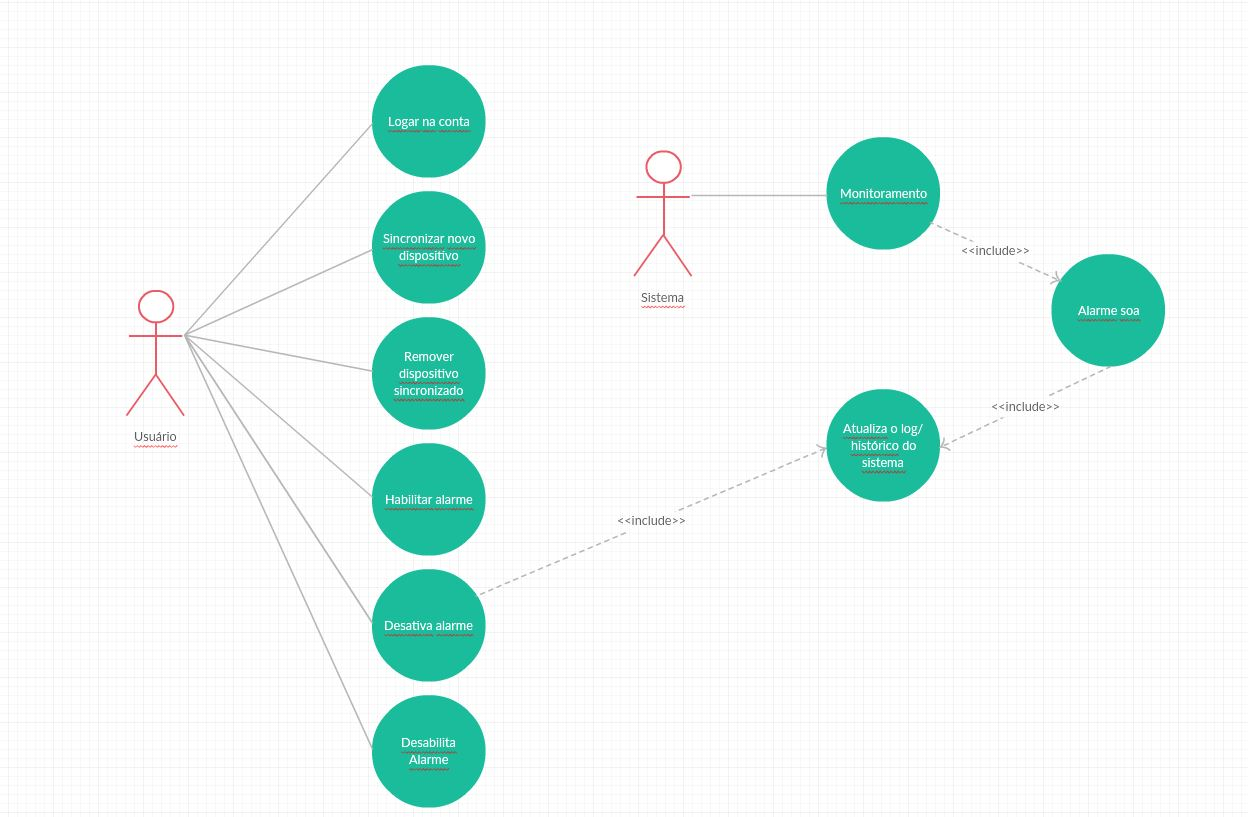 Logar na conta
Sincronizar novo
dispositivo
Remover
dispositivo
sincronizado
Habilitar alarme
Desativa alarme
Desabilita
Alarme
Usuário
Sistema
Monitoramento
<<include>>
Alarme soa
<<include>>
Atualiza o log/
histórico do
sistema
<<include>>